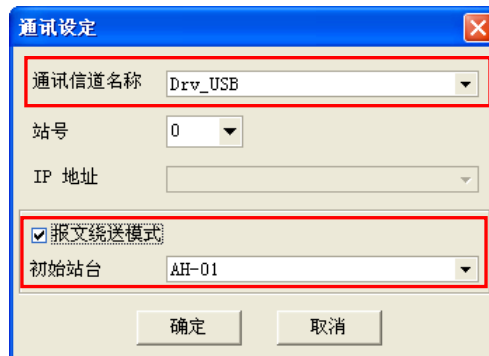 通讯设定
通讯信道名称 Drv_USB
站号 0
IP 地址
报文绕送模式
初始站台 AH-01
确定 取消